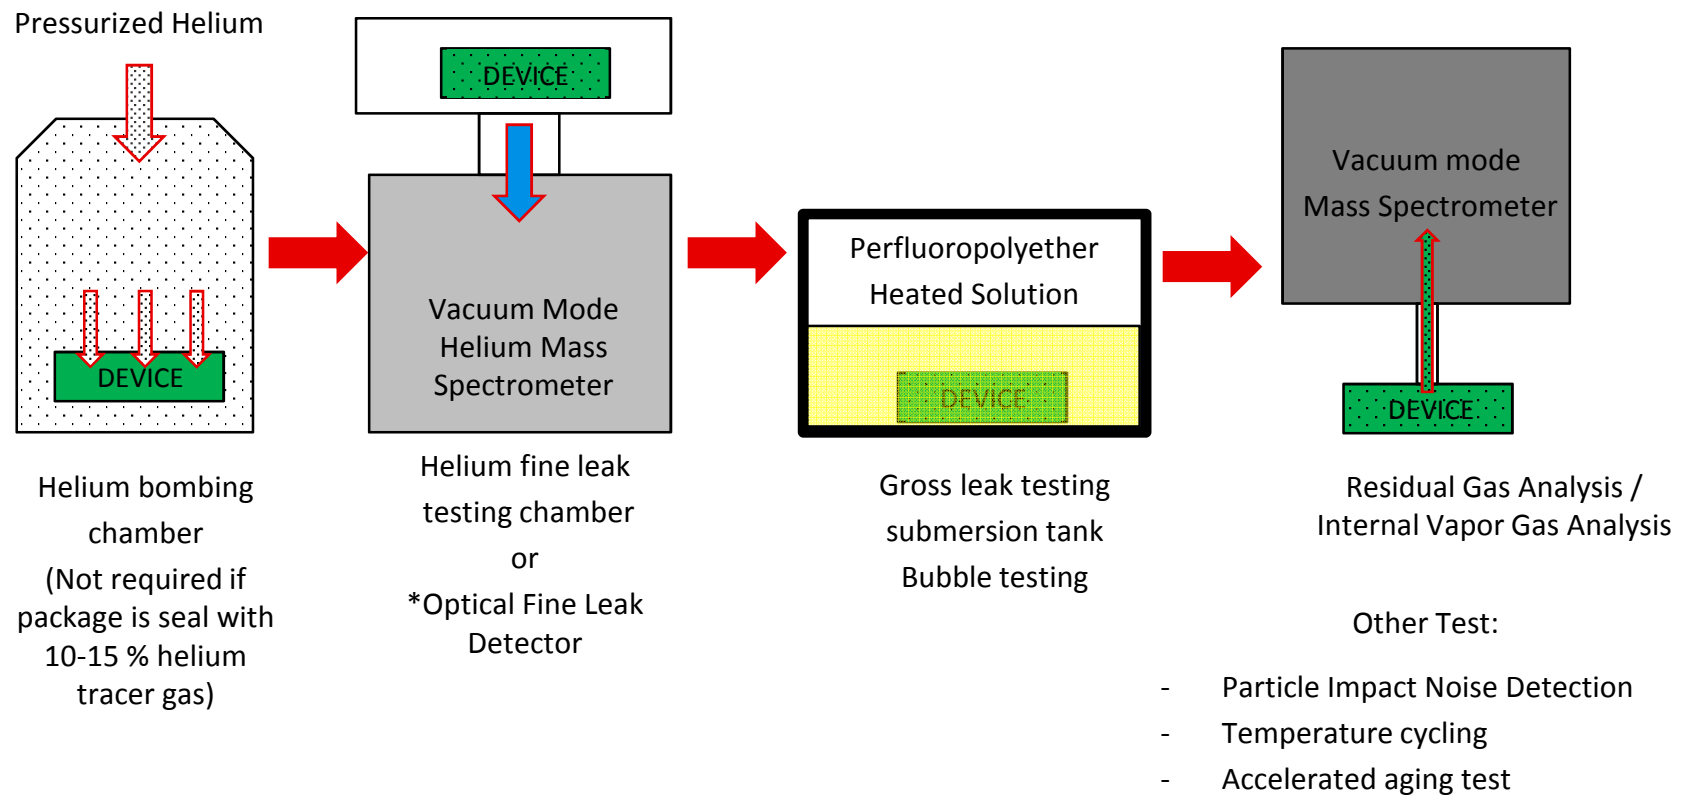 Pressurized Helium
DEVICE
DEVICE
Vacuum Mode
Helium Mass
Spectrometer
Perfluoropolyether
Heated Solution
DEVICE
Vacuum mode
Mass Spectrometer
DEVICE
Helium bombing
chamber
(Not required if
package is seal with
10-15 % helium
tracer gas)
Helium fine leak
testing chamber
or
*Optical Fine Leak
Detector
Gross leak testing
submersion tank
Bubble testing
Residual Gas Analysis /
Internal Vapor Gas Analysis
Other Test:
- Particle Impact Noise Detection
- Temperature cycling
- Accelerated aging test